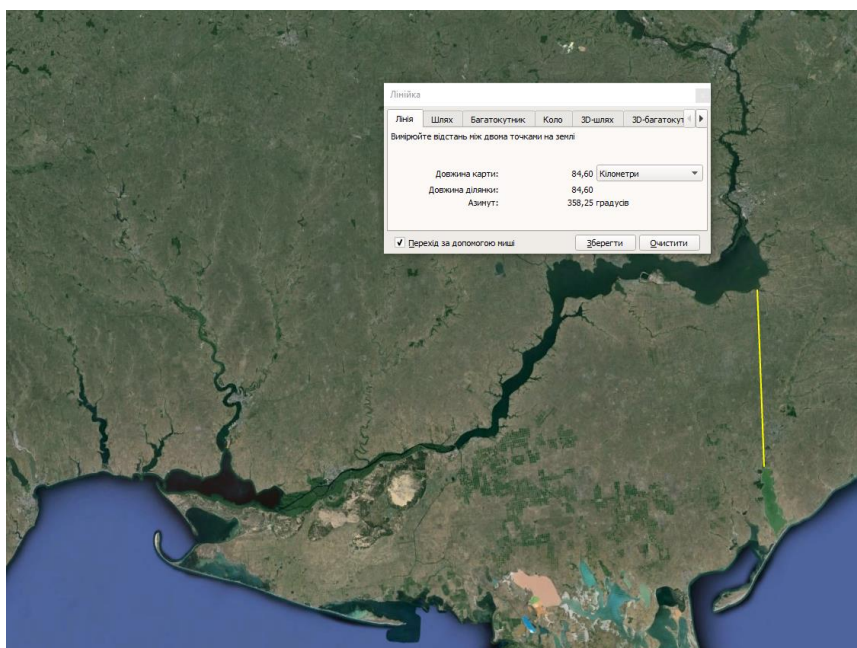 Лінійка
Лінія Шлях Багатокутник Коло 3D-шлях 3D-багатокут
Виміряйте відстань між двома точками на землі
Довжина карти: 84,60 Кілометри
Довжина ділянки: 84,60
Азимут: 358,25 градусів
Перехід за допомогою миші Зберегти Очистити